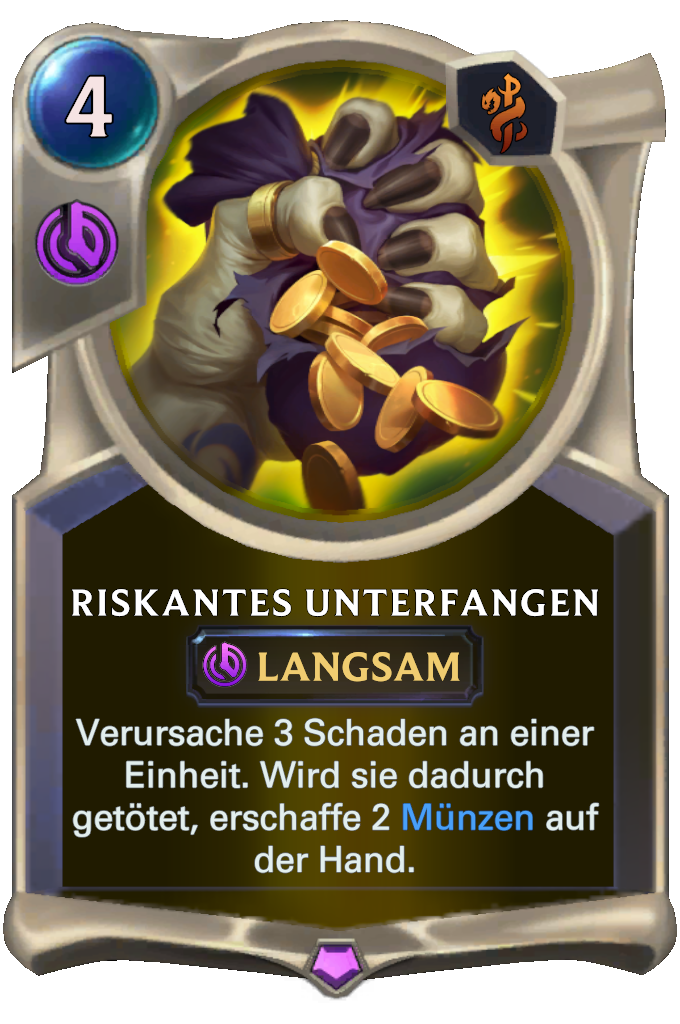 4
RISKANTES UNTERFANGEN
LANGSAM
Verursache 3 Schaden an einer
Einheit. Wird sie dadurch
getötet, erschaffe 2 Münzen auf
der Hand.